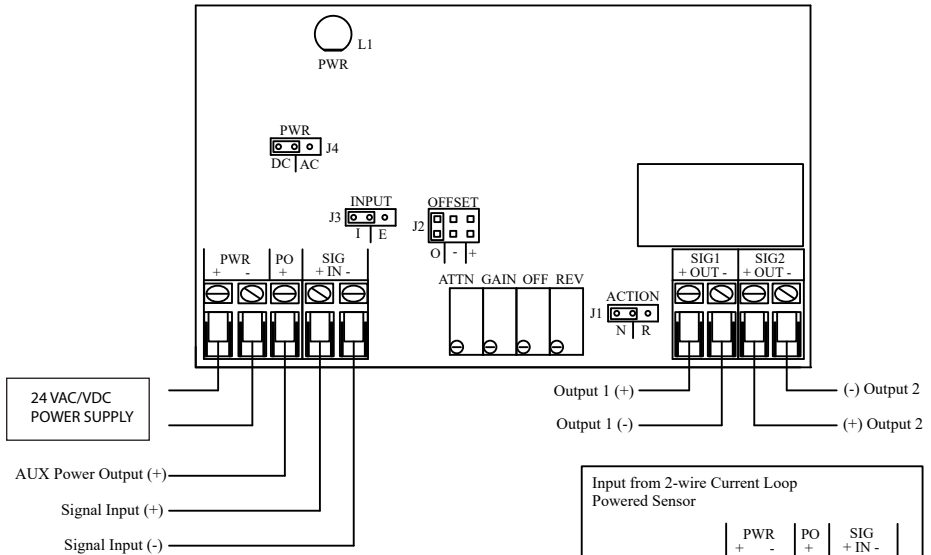 L1
PWR
PWR
J4
DC AC
INPUT
J3
I E
OFFSET
J2
O - +
PWR
+ -
PO
+
SIG
+ IN -
ATTN GAIN OFF REV
ACTION
J1
N R
SIG1
+ OUT -
SIG2
+ OUT -
24 VAC/VDC
POWER SUPPLY
AUX Power Output (+)
Signal Input (+)
Signal Input (-)
Output 1 (+)
Output 1 (-)
(-) Output 2
(+) Output 2
Input from 2-wire Current Loop
Powered Sensor
PWR
+ -
PO
+
SIG
+ IN -